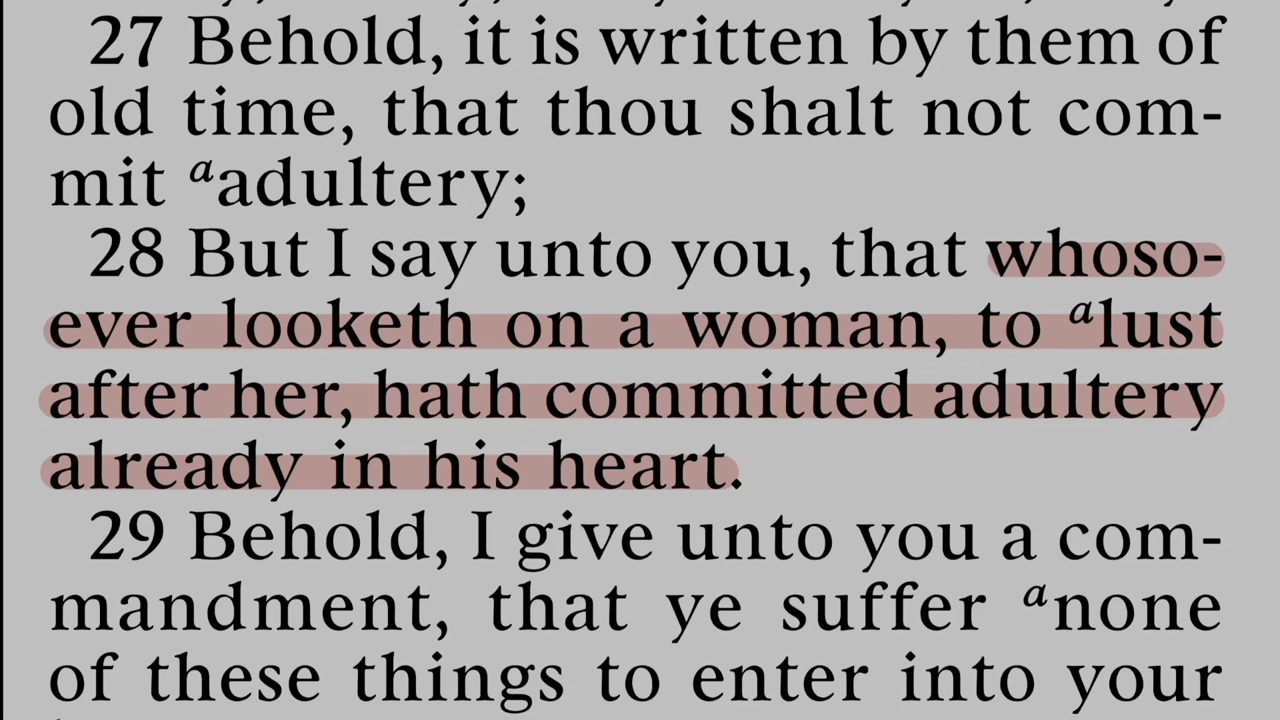 27 Behold, it is written by them of
old time, that thou shalt not com-
mit ᵃadultery;
28 But I say unto you, that whoso-
ever looketh on a woman, to ᵃlust
after her, hath committed adultery
already in his heart.
29 Behold, I give unto you a com-
mandment, that ye suffer ᵃnone
of these things to enter into your